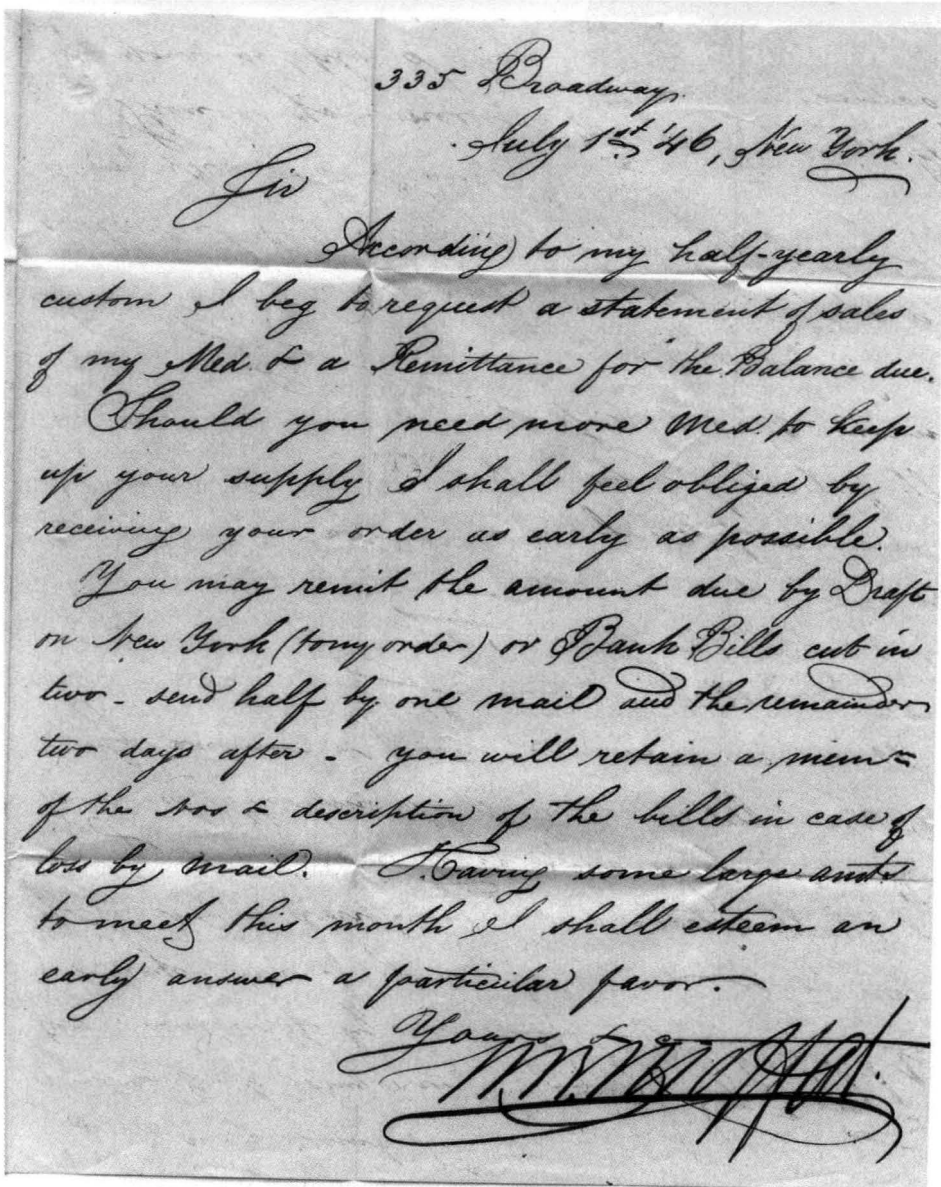 335 Broadway.
July 1st '46, New York.
Sir
According to my half-yearly
custom I beg to request a statement of sales
of my Med. & a Remittance for the Balance due.
Should you need more Med. to keep
up your supply I shall feel obliged by
receiving your order as early as possible.
You may remit the amount due by Draft
on New York (to my order) or Bank Bills cut in
two - send half by one mail and the remainder
two days after - you will retain a mem
of the Nos & description of the bills in case of
loss by mail. Having some large amts
to meet this month I shall esteem an
early answer a particular favor.
Yours &c
Moffat.